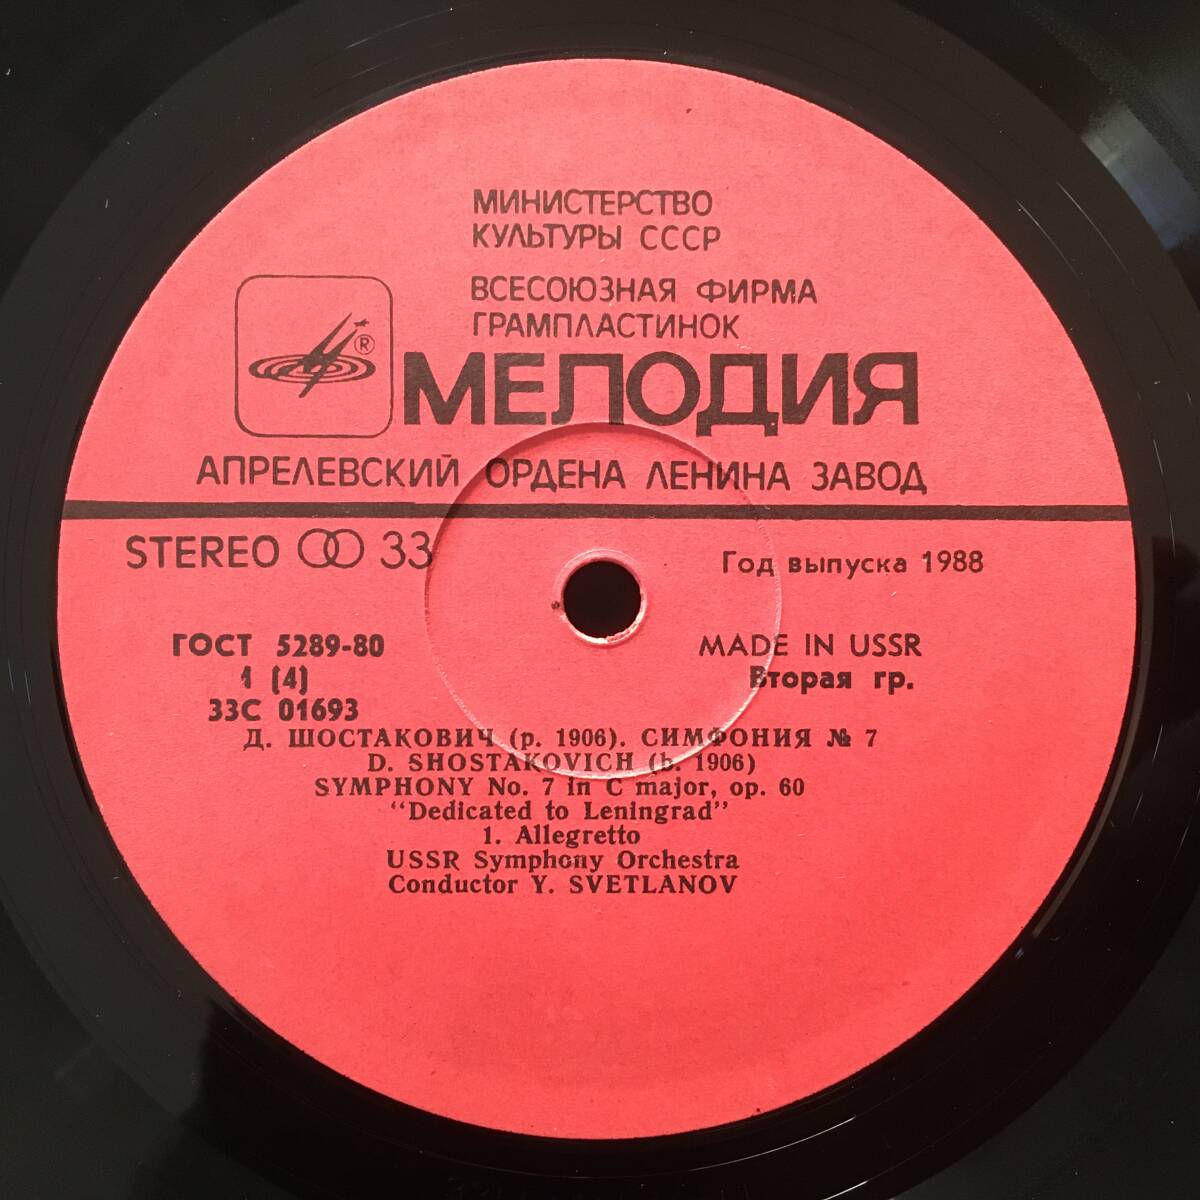 МИНИСТЕРСТВО
КУЛЬТУРЫ СССР
ВСЕСОЮЗНАЯ ФИРМА
ГРАМПЛАСТИНОК
®
МЕЛОДИЯ
АПРЕЛЕВСКИЙ ОРДЕНА ЛЕНИНА ЗАВОД
STEREO 33
Год выпуска 1988
ГОСТ 5289-80
MADE IN USSR
1 (4)
Вторая гр.
33С 01693
Д. ШОСТАКОВИЧ (р. 1906). СИМФОНИЯ № 7
D. SHOSTAKOVICH (b. 1906)
SYMPHONY No. 7 in C major, op. 60
"Dedicated to Leningrad"
1. Allegretto
USSR Symphony Orchestra
Conductor Y. SVETLANOV